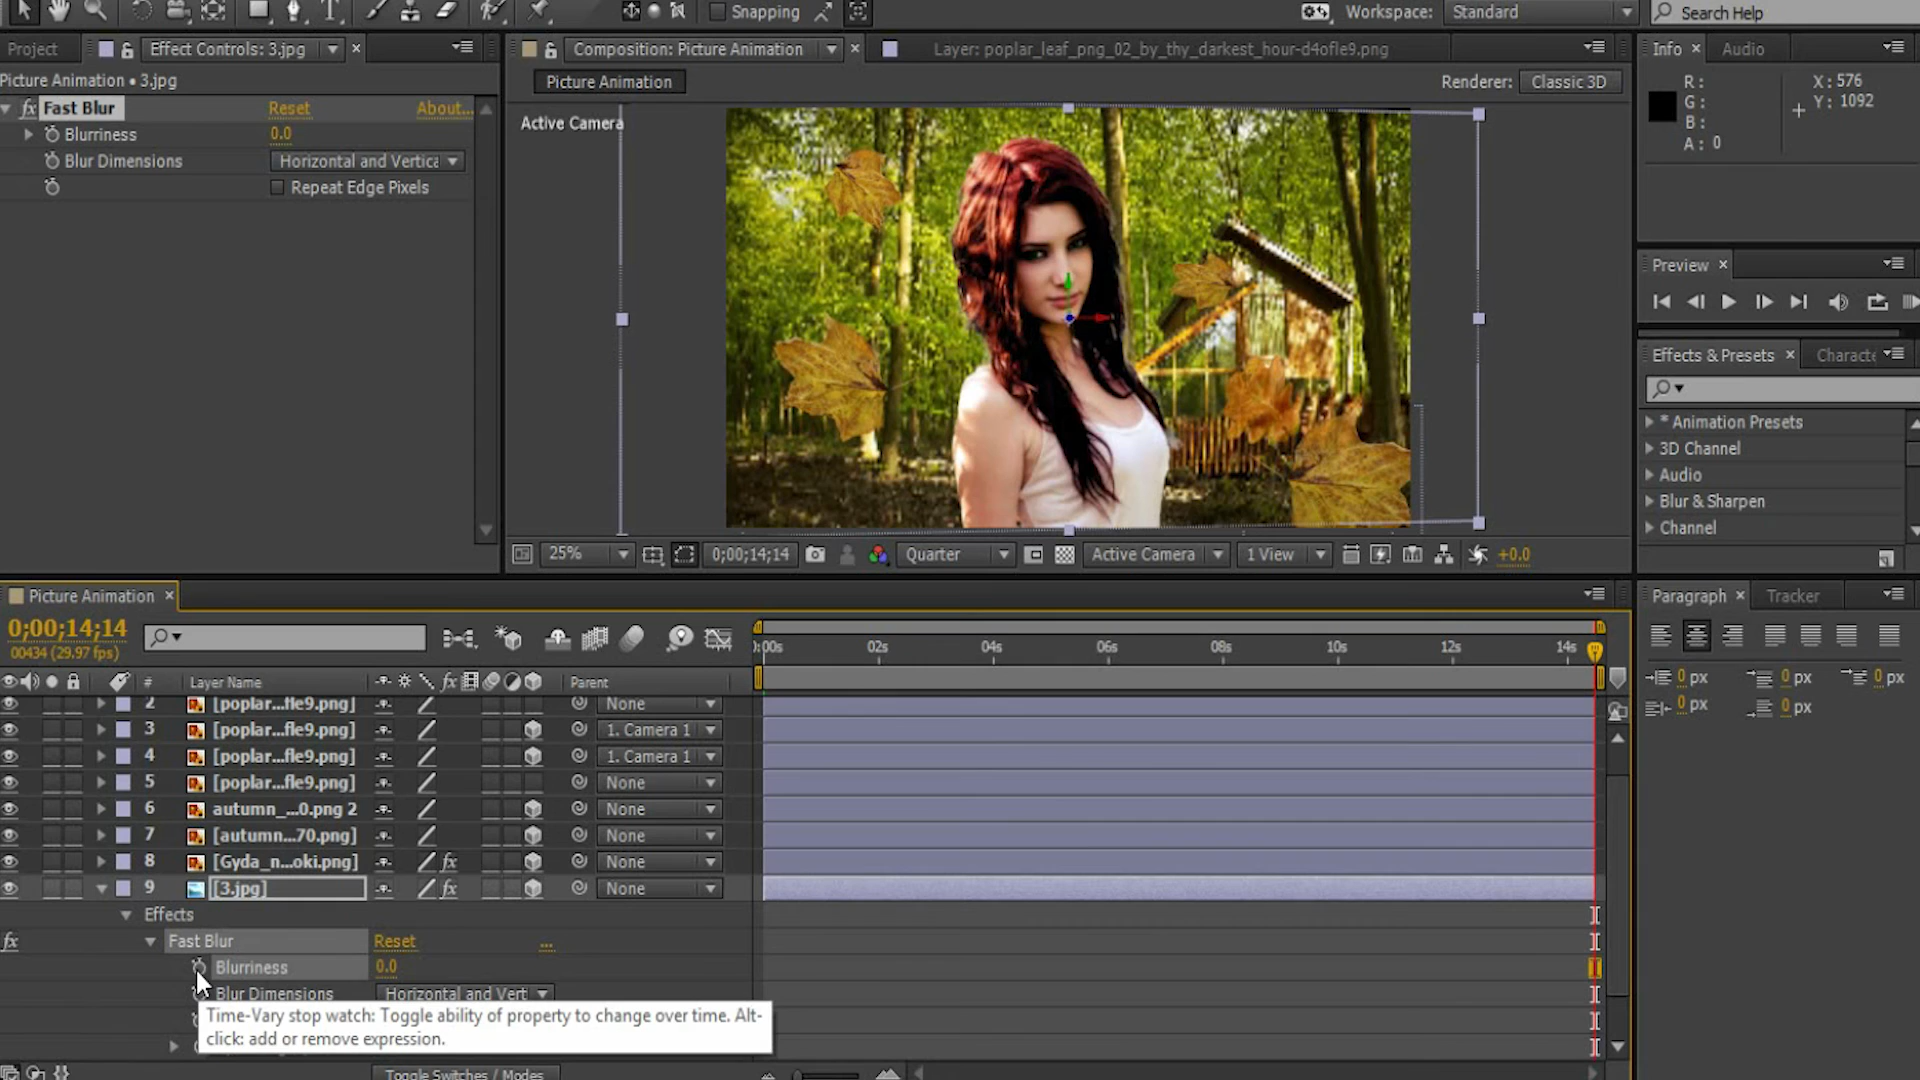 Snapping
Workspace:
Standard
Search Help
Project
Effect Controls: 3.jpg
Composition: Picture Animation
Layer: poplar_leaf_png_02_by_thy_darkest_hour-d4ofle9.png
Info
Audio
Picture Animation • 3.jpg
Picture Animation
Renderer:
Classic 3D
R:
G:
B:
A: 0
X: 576
Y: 1092
fx Fast Blur
Reset
About...
Blurriness
0.0
Blur Dimensions
Horizontal and Vertica
Repeat Edge Pixels
Active Camera
Preview
Effects & Presets
Characte
* Animation Presets
3D Channel
Audio
Blur & Sharpen
Channel
25%
0;00;14;14
Quarter
Active Camera
1 View
+0.0
Picture Animation
Paragraph
Tracker
0;00;14;14
00434 (29.97 fps)
0:00s
02s
04s
06s
08s
10s
12s
14s
0 px
0 px
0 px
0 px
0 px
#
Layer Name
fx
Parent
2
[poplar...fle9.png]
None
3
[poplar...fle9.png]
1. Camera 1
4
[poplar...fle9.png]
1. Camera 1
5
[poplar...fle9.png]
None
6
autumn_...0.png 2
None
7
[autumn...70.png]
None
8
[Gyda_n...oki.png]
fx
None
9
[3.jpg]
fx
None
Effects
fx
Fast Blur
Reset
...
Blurriness
0.0
Blur Dimensions
Horizontal and Vert
Time-Vary stop watch: Toggle ability of property to change over time. Alt-
click: add or remove expression.
Toggle Switches / Modes